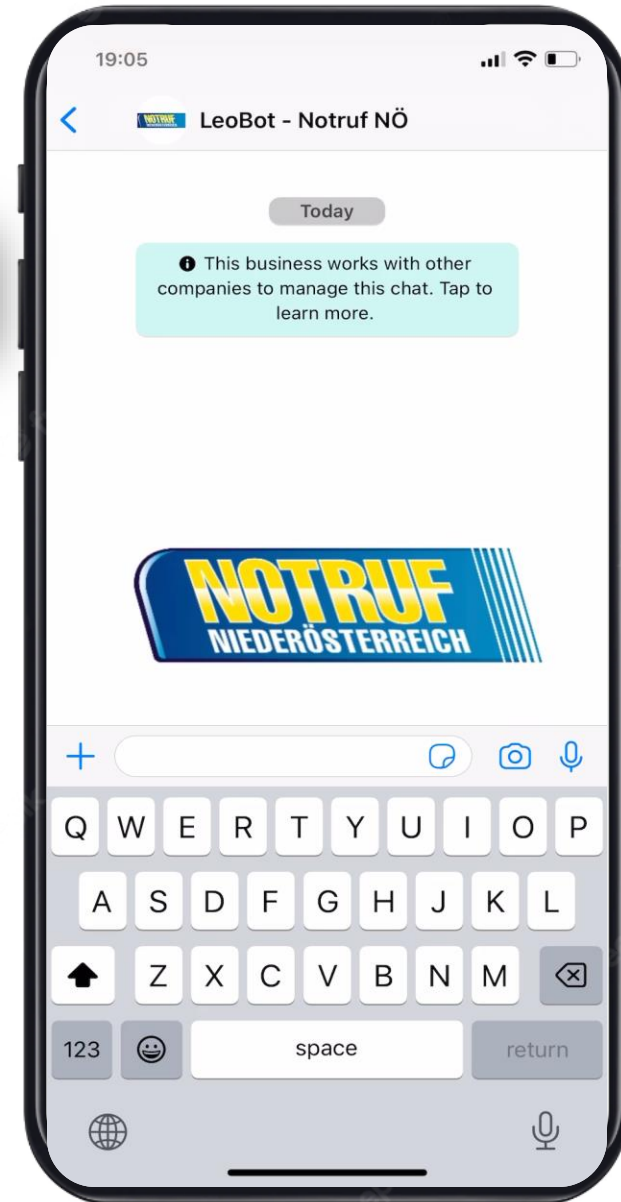 19:05
NOTRUF
LeoBot - Notruf NÖ
Today
This business works with other
companies to manage this chat. Tap to
learn more.
NOTRUF
NIEDERÖSTERREICH
Q W E R T Y U I O P
A S D F G H J K L
Z X C V B N M
123 space return